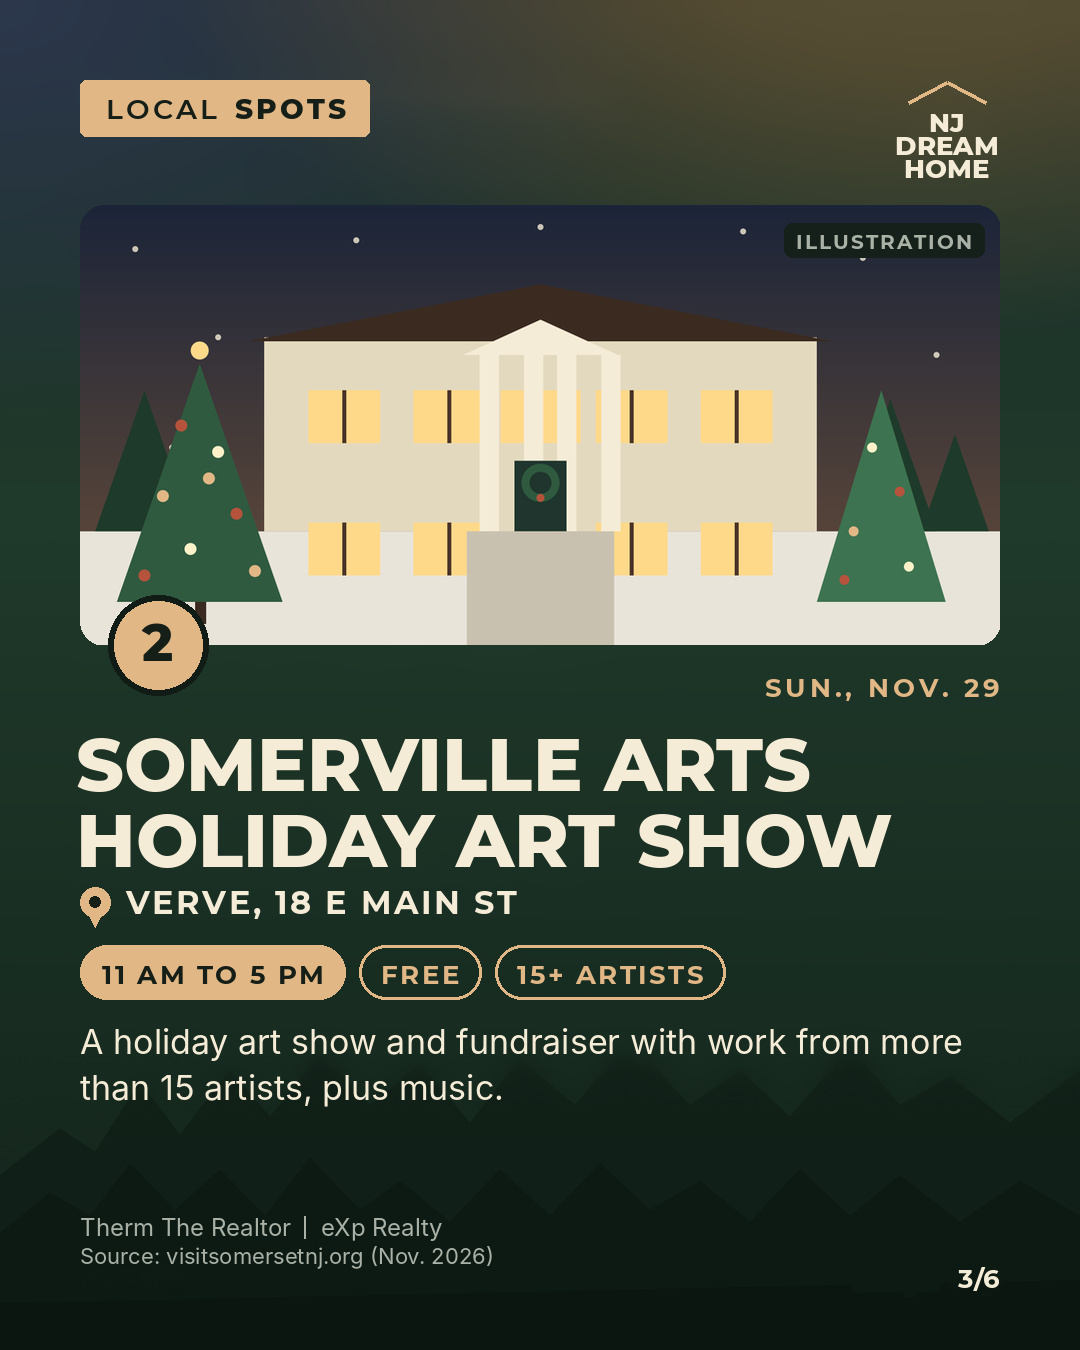 LOCAL SPOTS
NJ
DREAM
HOME
ILLUSTRATION
2
SUN., NOV. 29
SOMERVILLE ARTS
HOLIDAY ART SHOW
VERVE, 18 E MAIN ST
11 AM TO 5 PM
FREE
15+ ARTISTS
A holiday art show and fundraiser with work from more
than 15 artists, plus music.
Therm The Realtor | eXp Realty
Source: visitsomersetnj.org (Nov. 2026)
3/6